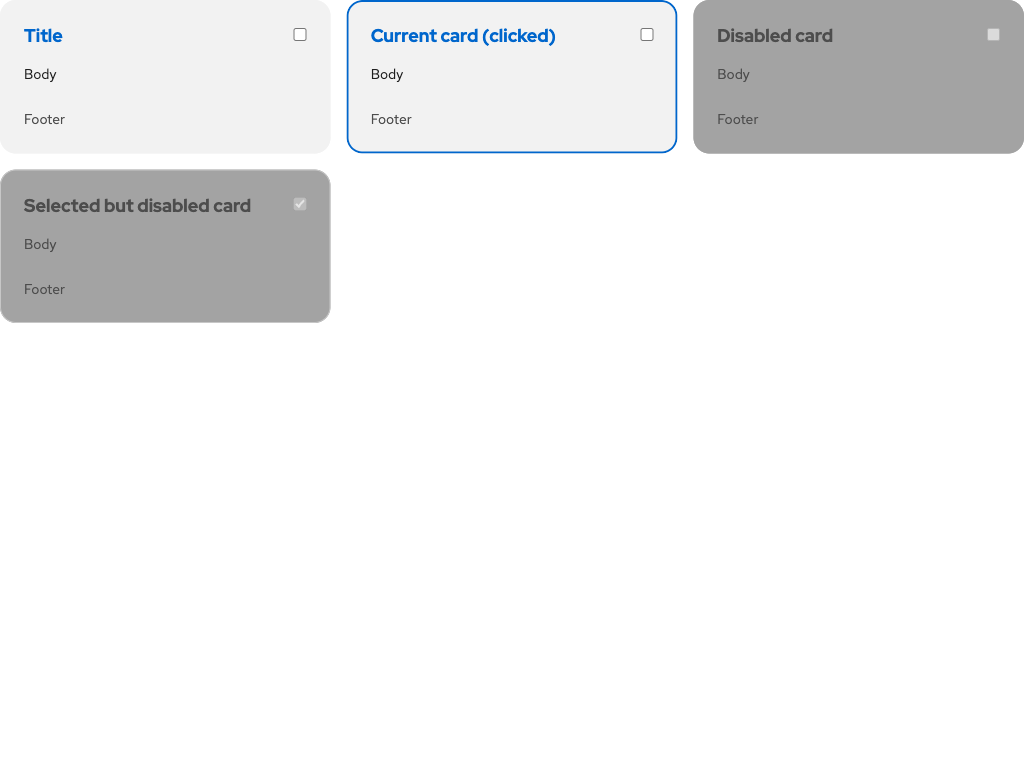 Title
Body
Footer
Current card (clicked)
Body
Footer
Disabled card
Body
Footer
Selected but disabled card
Body
Footer